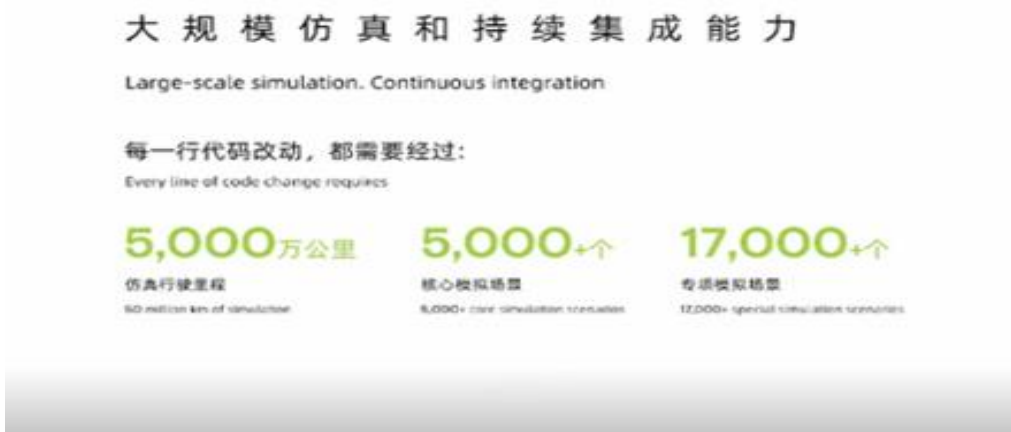 大规模仿真和持续集成能力
Large-scale simulation. Continuous integration
每一行代码改动，都需要经过：
Every line of code change requires
5,000万公里 5,000+个 17,000+个
仿真行驶里程 核心模拟场景 专项模拟场景
50 million km of simulation 5,000+ core simulation scenarios 17,000+ special simulation scenarios